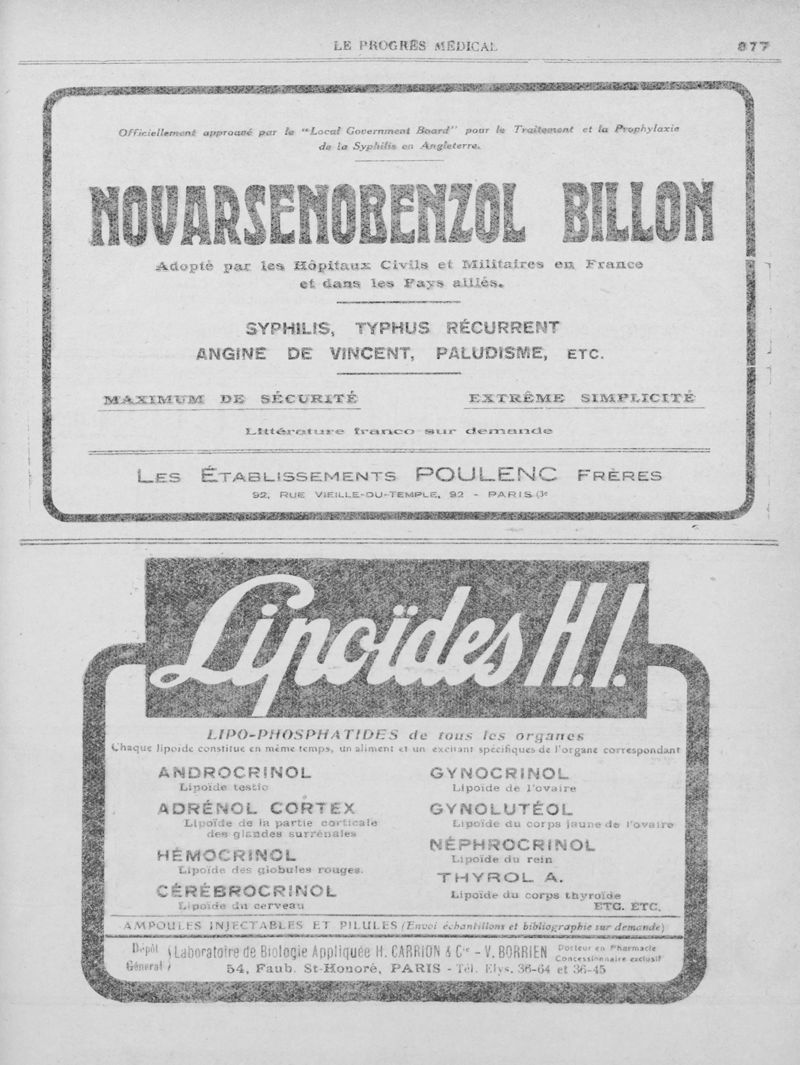 LE PROGRÈS MÉDICAL 877
Officiellement approuvé par le "Local Government Board" pour le Traitement et la Prophylaxie
de la Syphilis en Angleterre.
NOVARSENOBENZOL BILLON
Adopté par les Hôpitaux Civils et Militaires en France
et dans les Pays alliés.
SYPHILIS, TYPHUS RÉCURRENT
ANGINE DE VINCENT, PALUDISME, ETC.
MAXIMUM DE SÉCURITÉ EXTRÊME SIMPLICITÉ
Littérature franco sur demande
LES ÉTABLISSEMENTS POULENC FRÈRES
92, RUE VIEILLE-DU-TEMPLE, 92 - PARIS (3e
Lipoïdes H.I.
LIPO-PHOSPHATIDES de tous les organes
Chaque lipoïde constitue en même temps, un aliment et un excitant spécifiques de l'organe correspondant
ANDROCRINOL
Lipoïde testic
ADRÉNOL CORTEX
Lipoïde de la partie corticale
des glandes surrénales
HÉMOCRINOL
Lipoïde des globules rouges.
CÉRÉBROCRINOL
Lipoïde du cerveau
GYNOCRINOL
Lipoïde de l'ovaire
GYNOLUTÉOL
Lipoïde du corps jaune de l'ovaire
NÉPHROCRINOL
Lipoïde du rein
THYROL A.
Lipoïde du corps thyroïde
ETC. ETC.
AMPOULES INJECTABLES ET PILULES (Envoi échantillons et bibliographie sur demande)
Dépôt Général } Laboratoire de Biologie Appliquée H. CARRION & Cie - V. BORRIEN Docteur en Pharmacie
Concessionnaire exclusif
54, Faub. St-Honoré, PARIS - Tél. Elys. 36-64 et 36-45